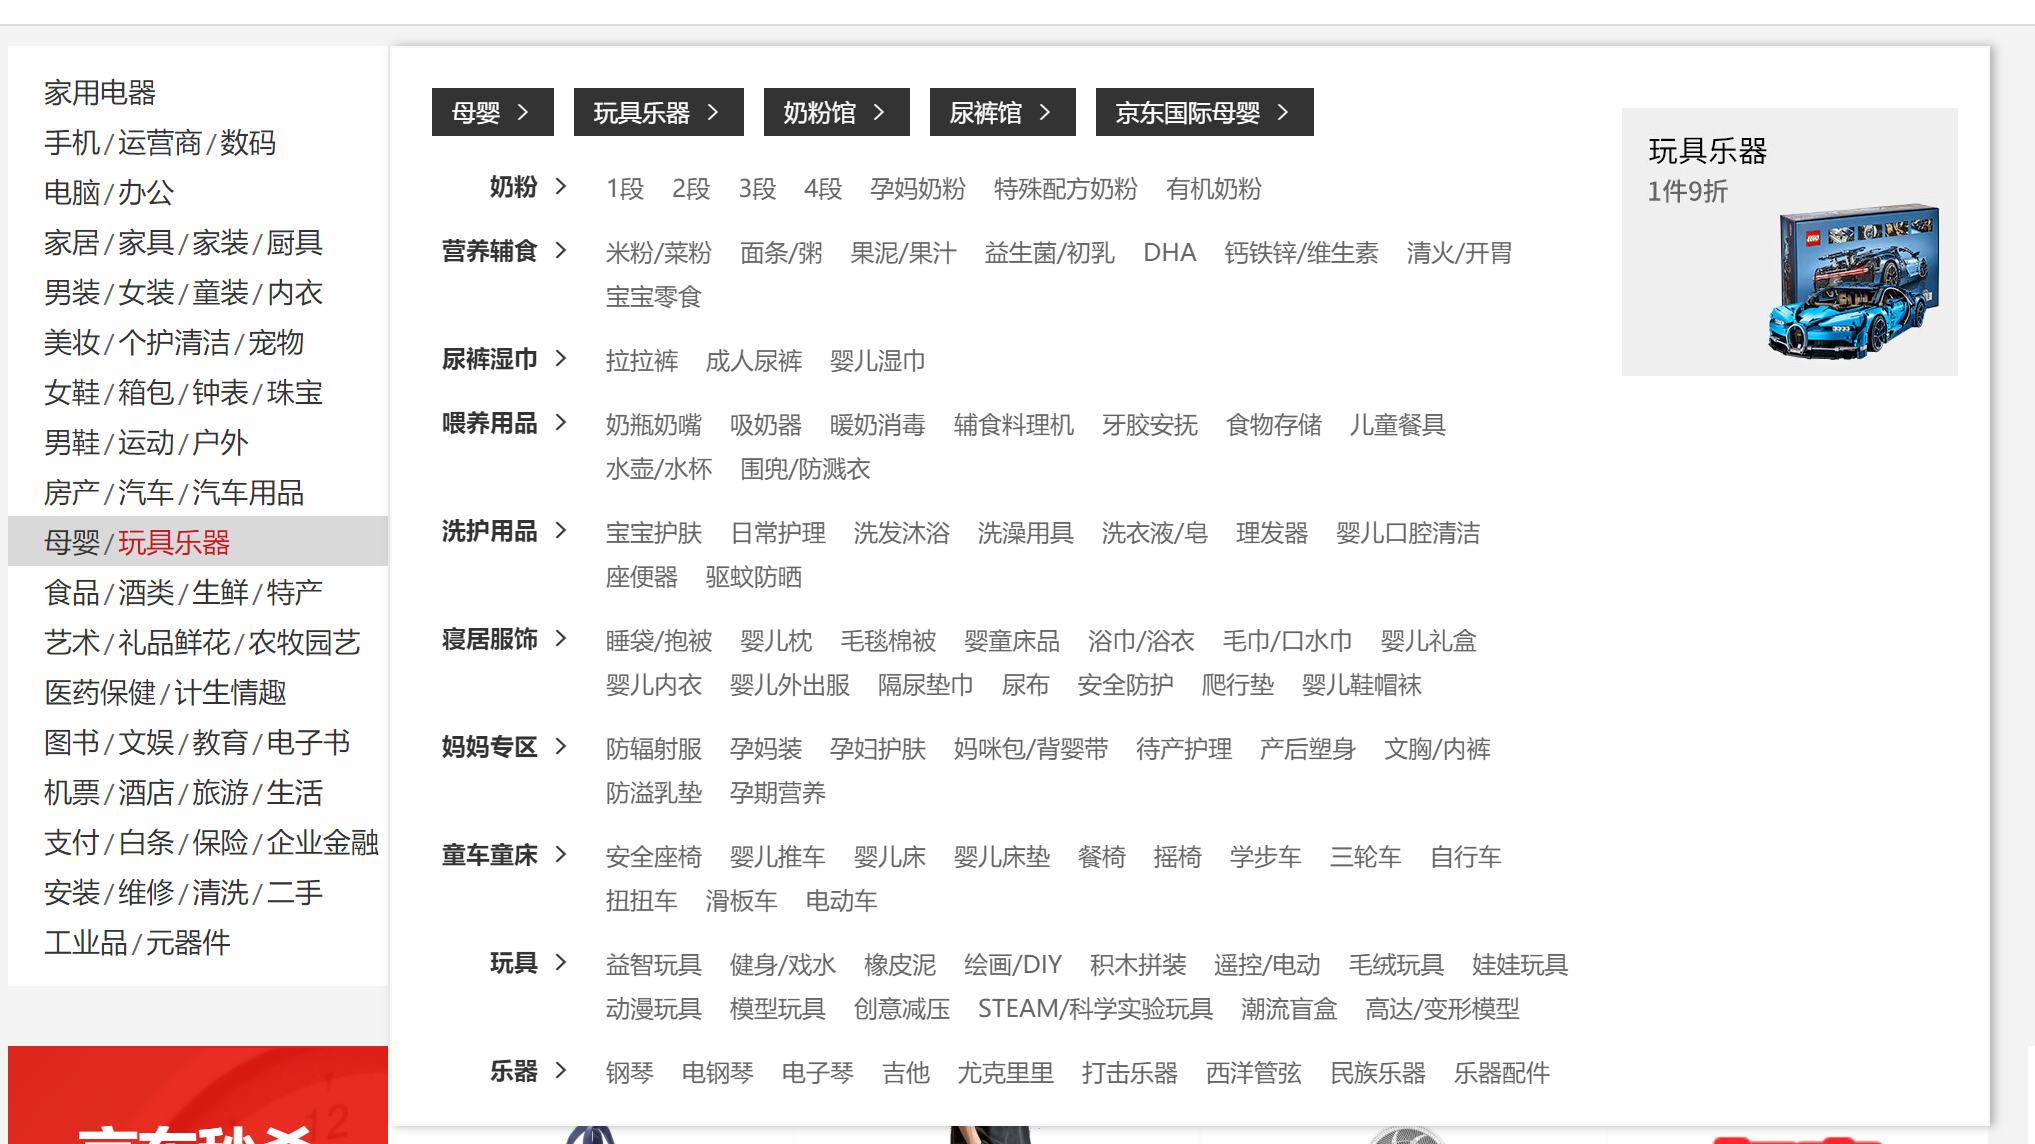 家用电器
手机/运营商/数码
电脑/办公
家居/家具/家装/厨具
男装/女装/童装/内衣
美妆/个护清洁/宠物
女鞋/箱包/钟表/珠宝
男鞋/运动/户外
房产/汽车/汽车用品
母婴/玩具乐器
食品/酒类/生鲜/特产
艺术/礼品鲜花/农牧园艺
医药保健/计生情趣
图书/文娱/教育/电子书
机票/酒店/旅游/生活
支付/白条/保险/企业金融
安装/维修/清洗/二手
工业品/元器件
京东秒杀
12
母婴 > 玩具乐器 > 奶粉馆 > 尿裤馆 > 京东国际母婴 >
奶粉 > 1段 2段 3段 4段 孕妈奶粉 特殊配方奶粉 有机奶粉
营养辅食 > 米粉/菜粉 面条/粥 果泥/果汁 益生菌/初乳 DHA 钙铁锌/维生素 清火/开胃
宝宝零食
尿裤湿巾 > 拉拉裤 成人尿裤 婴儿湿巾
喂养用品 > 奶瓶奶嘴 吸奶器 暖奶消毒 辅食料理机 牙胶安抚 食物存储 儿童餐具
水壶/水杯 围兜/防溅衣
洗护用品 > 宝宝护肤 日常护理 洗发沐浴 洗澡用具 洗衣液/皂 理发器 婴儿口腔清洁
座便器 驱蚊防晒
寝居服饰 > 睡袋/抱被 婴儿枕 毛毯棉被 婴童床品 浴巾/浴衣 毛巾/口水巾 婴儿礼盒
婴儿内衣 婴儿外出服 隔尿垫巾 尿布 安全防护 爬行垫 婴儿鞋帽袜
妈妈专区 > 防辐射服 孕妈装 孕妇护肤 妈咪包/背婴带 待产护理 产后塑身 文胸/内裤
防溢乳垫 孕期营养
童车童床 > 安全座椅 婴儿推车 婴儿床 婴儿床垫 餐椅 摇椅 学步车 三轮车 自行车
扭扭车 滑板车 电动车
玩具 > 益智玩具 健身/戏水 橡皮泥 绘画/DIY 积木拼装 遥控/电动 毛绒玩具 娃娃玩具
动漫玩具 模型玩具 创意减压 STEAM/科学实验玩具 潮流盲盒 高达/变形模型
乐器 > 钢琴 电钢琴 电子琴 吉他 尤克里里 打击乐器 西洋管弦 民族乐器 乐器配件
玩具乐器
1件9折
LEGO